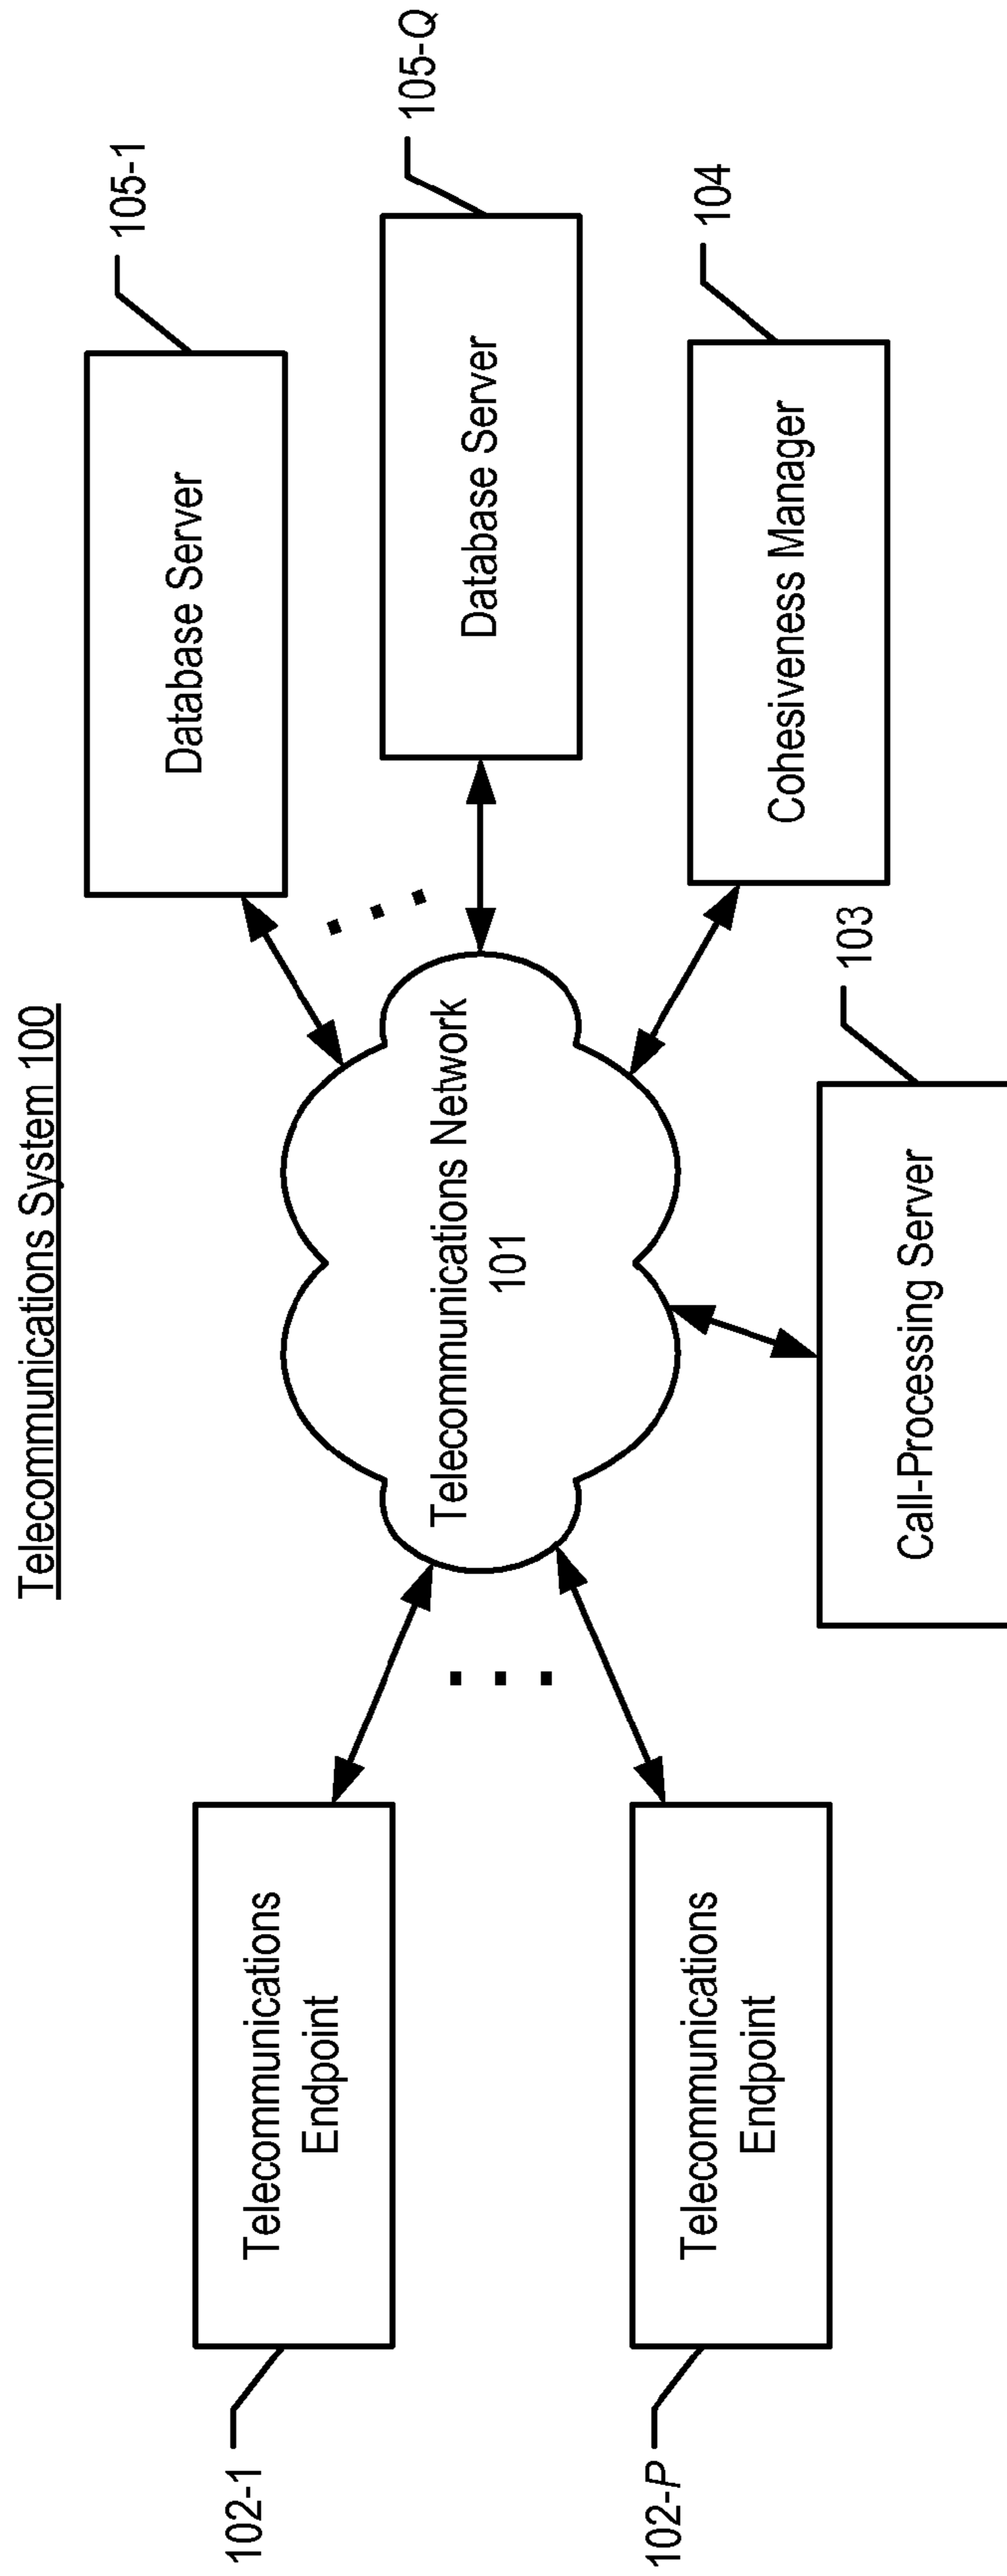 Telecommunications System 100
105-1
Database Server
102-1
Telecommunications
Endpoint
Telecommunications Network
101
Database Server
105-Q
102-P
Telecommunications
Endpoint
Cohesiveness Manager
104
Call-Processing Server
103